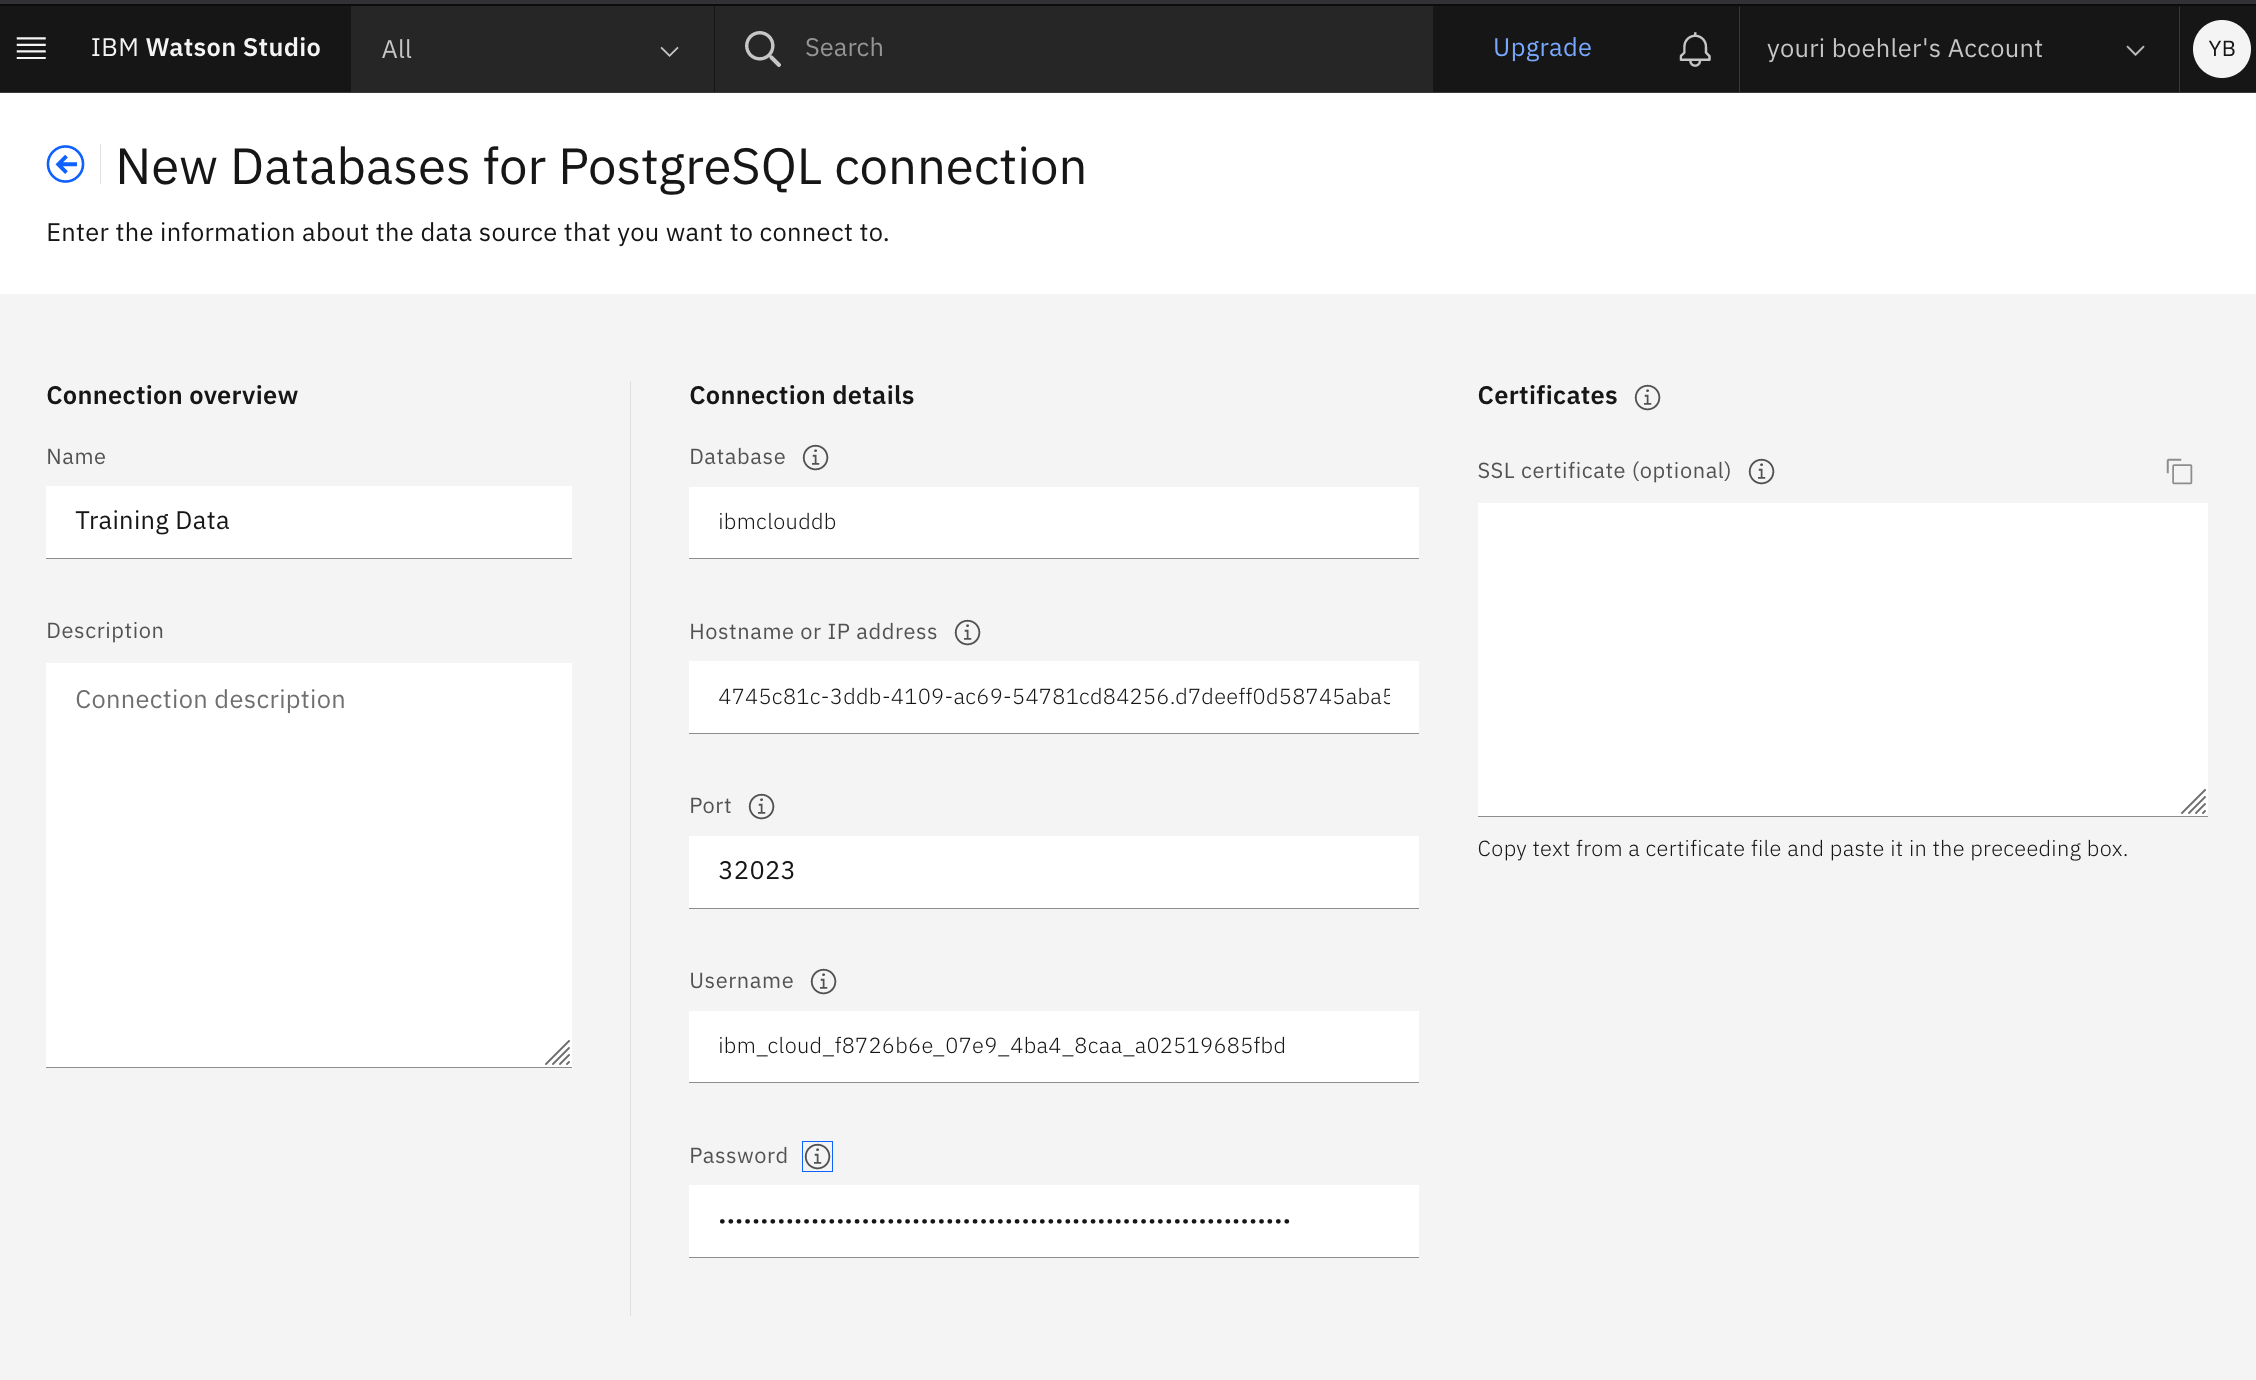 IBM Watson Studio
All
Search
Upgrade
youri boehler's Account
YB
New Databases for PostgreSQL connection
Enter the information about the data source that you want to connect to.
Connection overview
Name
Training Data
Description
Connection description
Connection details
Database
ibmclouddb
Hostname or IP address
4745c81c-3ddb-4109-ac69-54781cd84256.d7deeff0d58745aba5
Port
32023
Username
ibm_cloud_f8726b6e_07e9_4ba4_8caa_a02519685fbd
Password
Certificates
SSL certificate (optional)
Copy text from a certificate file and paste it in the preceeding box.